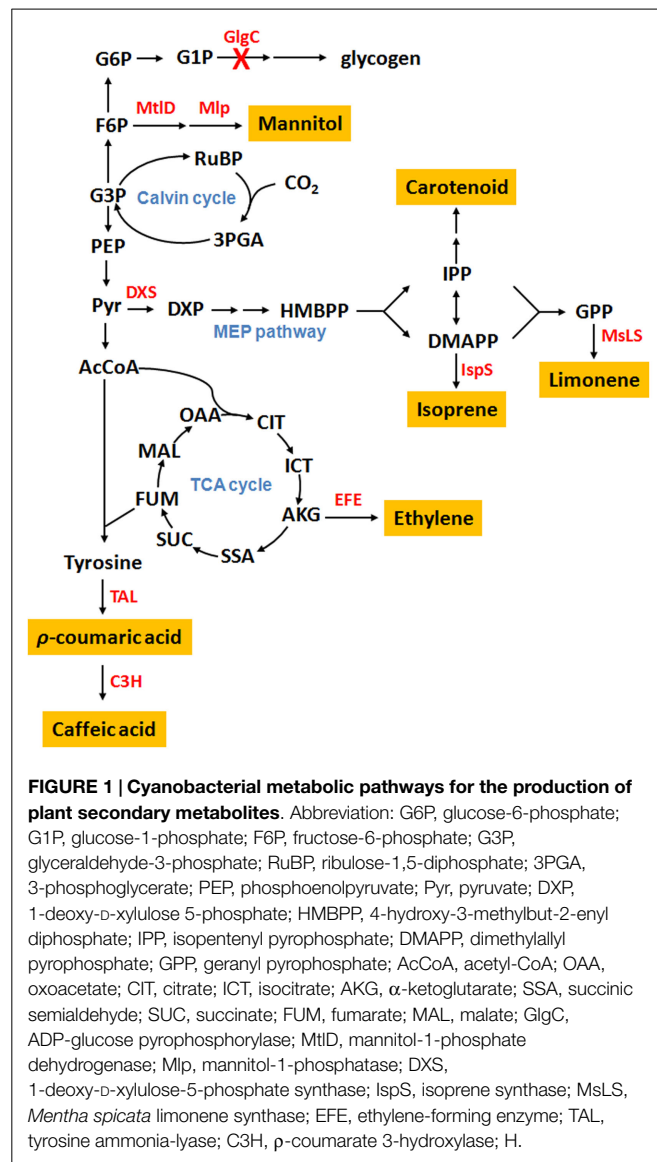 GlgC
G6P G1P X glycogen
MtlD Mlp
F6P Mannitol
RuBP
G3P Calvin cycle CO2 Carotenoid
3PGA
PEP
IPP
DXS
Pyr DXP HMBPP GPP
MEP pathway
DMAPP MsLS
AcCoA IspS
Limonene
OAA CIT Isoprene
MAL
ICT
TCA cycle
FUM EFE
AKG Ethylene
SUC
SSA
Tyrosine
TAL
ρ-coumaric acid
C3H
Caffeic acid
FIGURE 1 | Cyanobacterial metabolic pathways for the production of
plant secondary metabolites. Abbreviation: G6P, glucose-6-phosphate;
G1P, glucose-1-phosphate; F6P, fructose-6-phosphate; G3P,
glyceraldehyde-3-phosphate; RuBP, ribulose-1,5-diphosphate; 3PGA,
3-phosphoglycerate; PEP, phosphoenolpyruvate; Pyr, pyruvate; DXP,
1-deoxy-D-xylulose 5-phosphate; HMBPP, 4-hydroxy-3-methylbut-2-enyl
diphosphate; IPP, isopentenyl pyrophosphate; DMAPP, dimethylallyl
pyrophosphate; GPP, geranyl pyrophosphate; AcCoA, acetyl-CoA; OAA,
oxoacetate; CIT, citrate; ICT, isocitrate; AKG, α-ketoglutarate; SSA, succinic
semialdehyde; SUC, succinate; FUM, fumarate; MAL, malate; GlgC,
ADP-glucose pyrophosphorylase; MtlD, mannitol-1-phosphate
dehydrogenase; Mlp, mannitol-1-phosphatase; DXS,
1-deoxy-D-xylulose-5-phosphate synthase; IspS, isoprene synthase; MsLS,
Mentha spicata limonene synthase; EFE, ethylene-forming enzyme; TAL,
tyrosine ammonia-lyase; C3H, ρ-coumarate 3-hydroxylase; H.